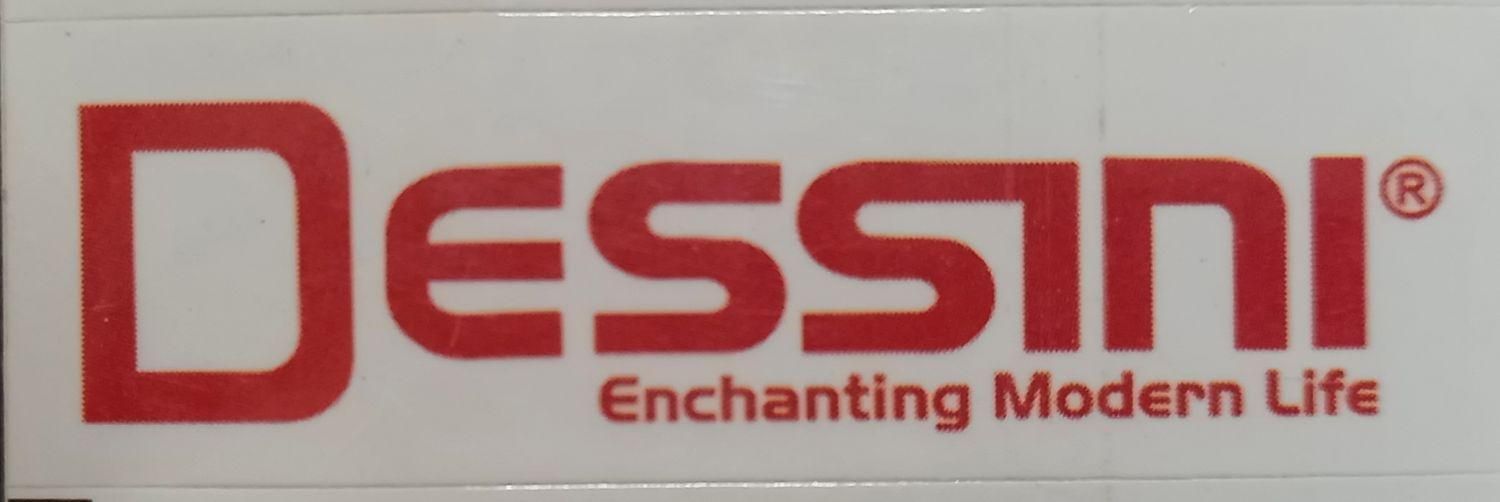 DESSINI®
Enchanting Modern Life